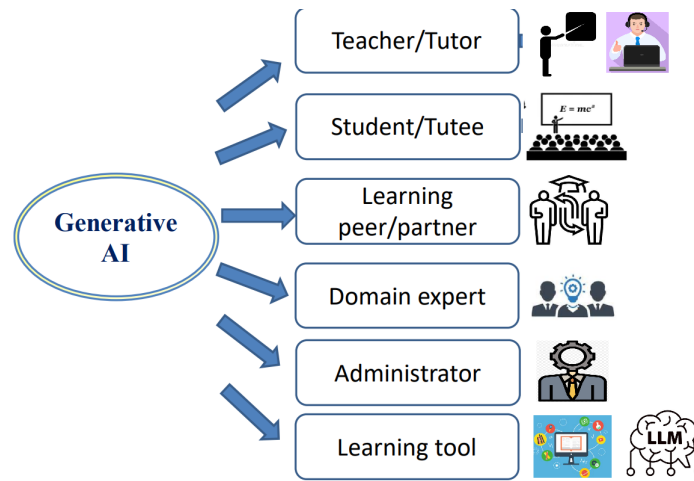 Teacher/Tutor
E = mc²
Student/Tutee
Generative
AI
Learning
peer/partner
Domain expert
Administrator
Learning tool
LLM